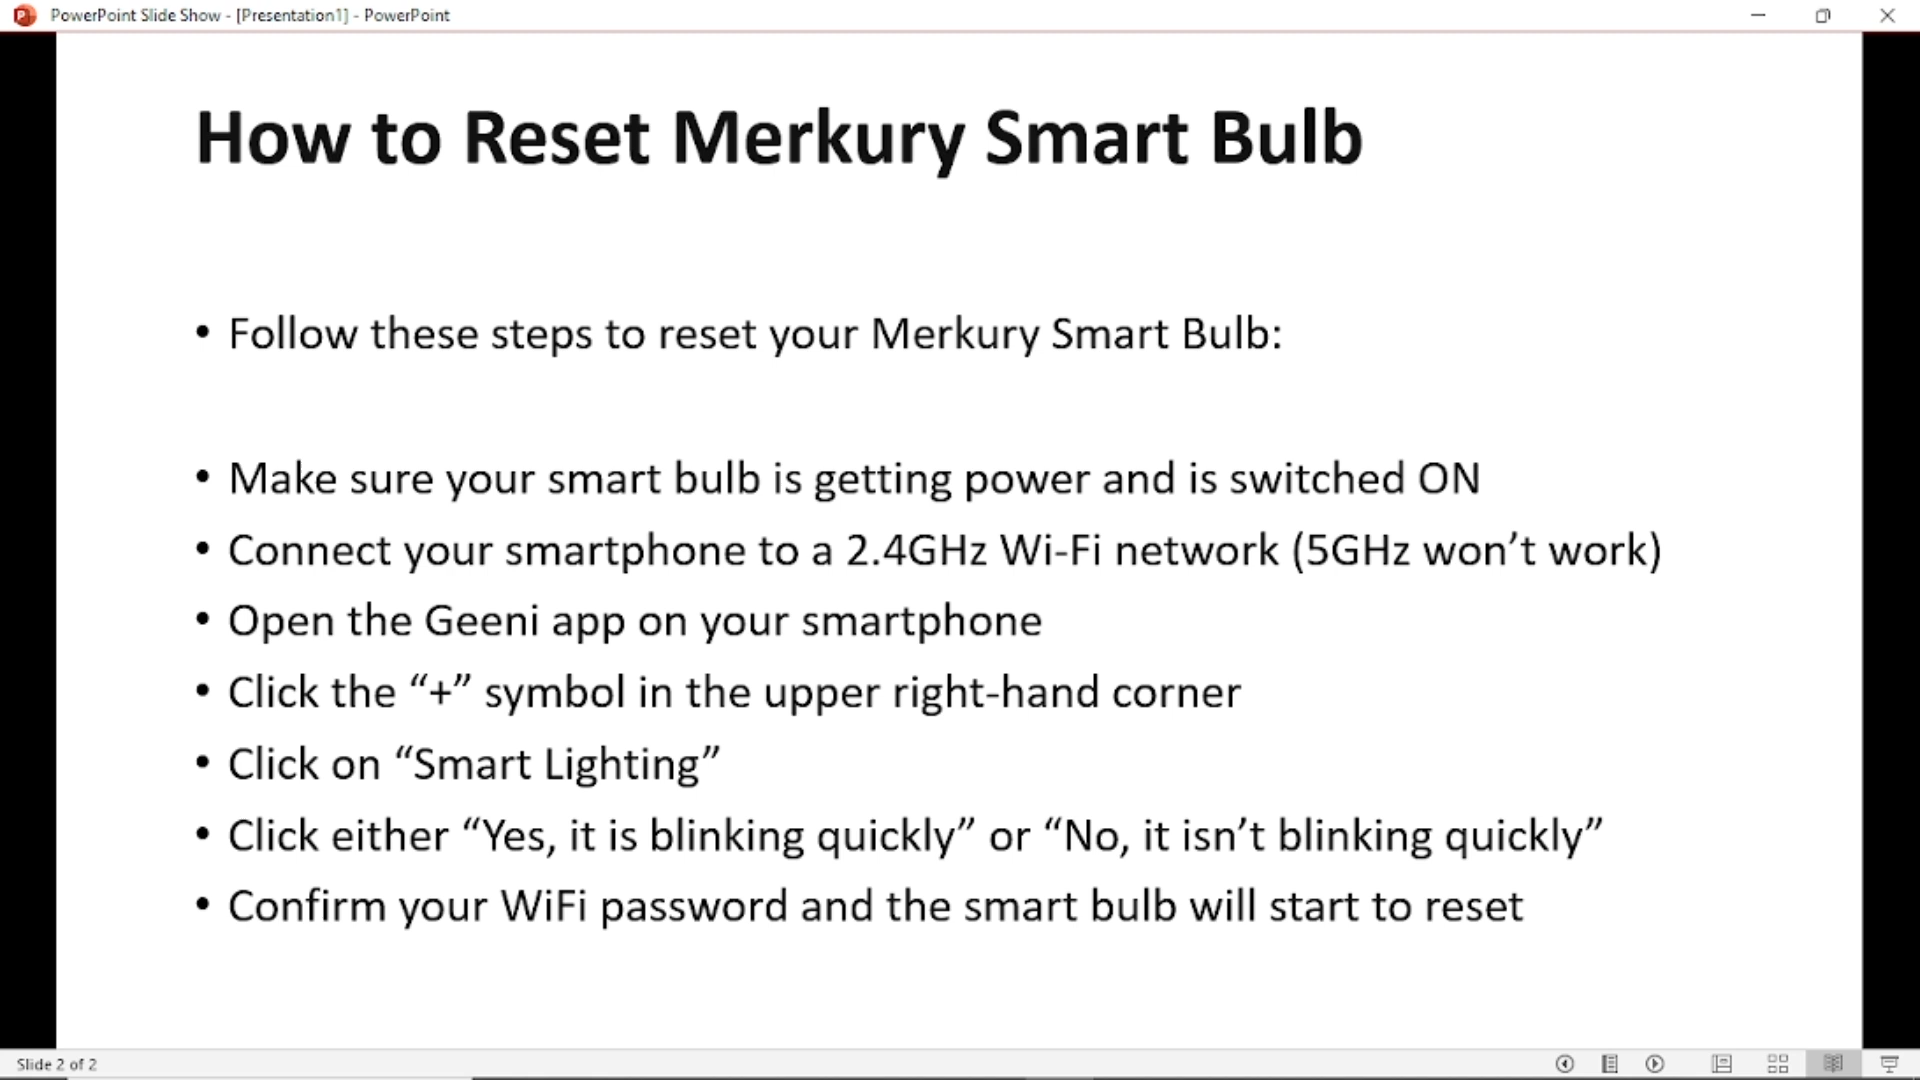 PowerPoint Slide Show - [Presentation1] - PowerPoint
How to Reset Merkury Smart Bulb
• Follow these steps to reset your Merkury Smart Bulb:
• Make sure your smart bulb is getting power and is switched ON
• Connect your smartphone to a 2.4GHz Wi-Fi network (5GHz won’t work)
• Open the Geeni app on your smartphone
• Click the “+” symbol in the upper right-hand corner
• Click on “Smart Lighting”
• Click either “Yes, it is blinking quickly” or “No, it isn’t blinking quickly”
• Confirm your WiFi password and the smart bulb will start to reset
Slide 2 of 2